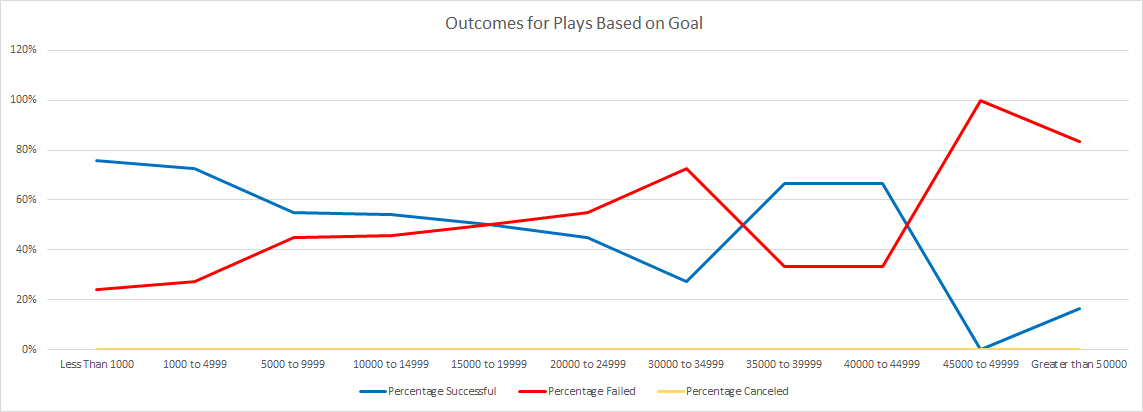 Outcomes for Plays Based on Goal
120%
100%
80%
60%
40%
20%
0%
Less Than 1000 1000 to 4999 5000 to 9999 10000 to 14999 15000 to 19999 20000 to 24999 30000 to 34999 35000 to 39999 40000 to 44999 45000 to 49999 Greater than 50000
Percentage Successful Percentage Failed Percentage Canceled